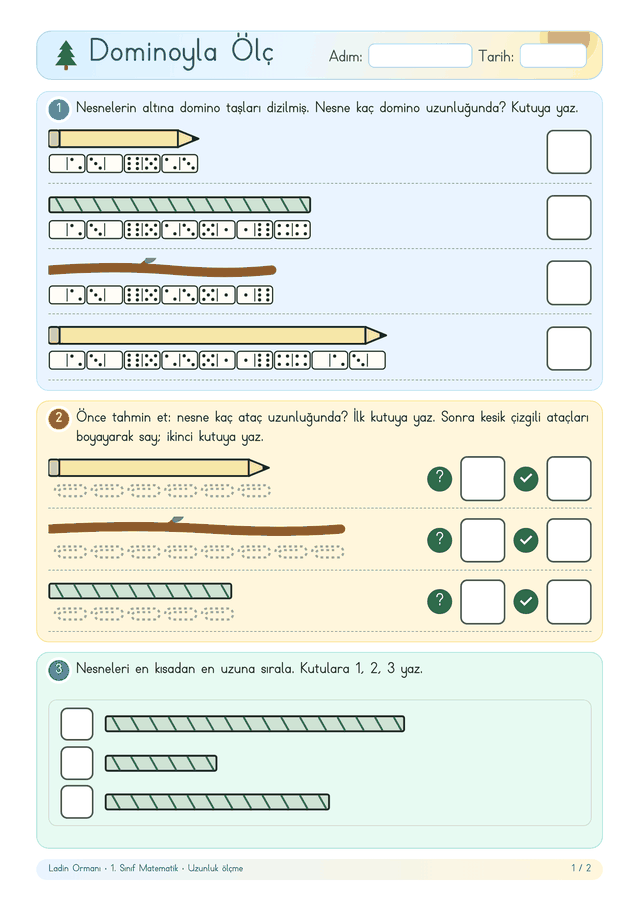 Dominoyla Ölç
Adım:
Tarih:
1 Nesnelerin altına domino taşları dizilmiş. Nesne kaç domino uzunluğunda? Kutuya yaz.
2 Önce tahmin et: nesne kaç ataç uzunluğunda? İlk kutuya yaz. Sonra kesik çizgili ataçları
boyayarak say; ikinci kutuya yaz.
?
?
?
3 Nesneleri en kısadan en uzuna sırala. Kutulara 1, 2, 3 yaz.
Ladin Ormanı · 1. Sınıf Matematik · Uzunluk ölçme
1 / 2